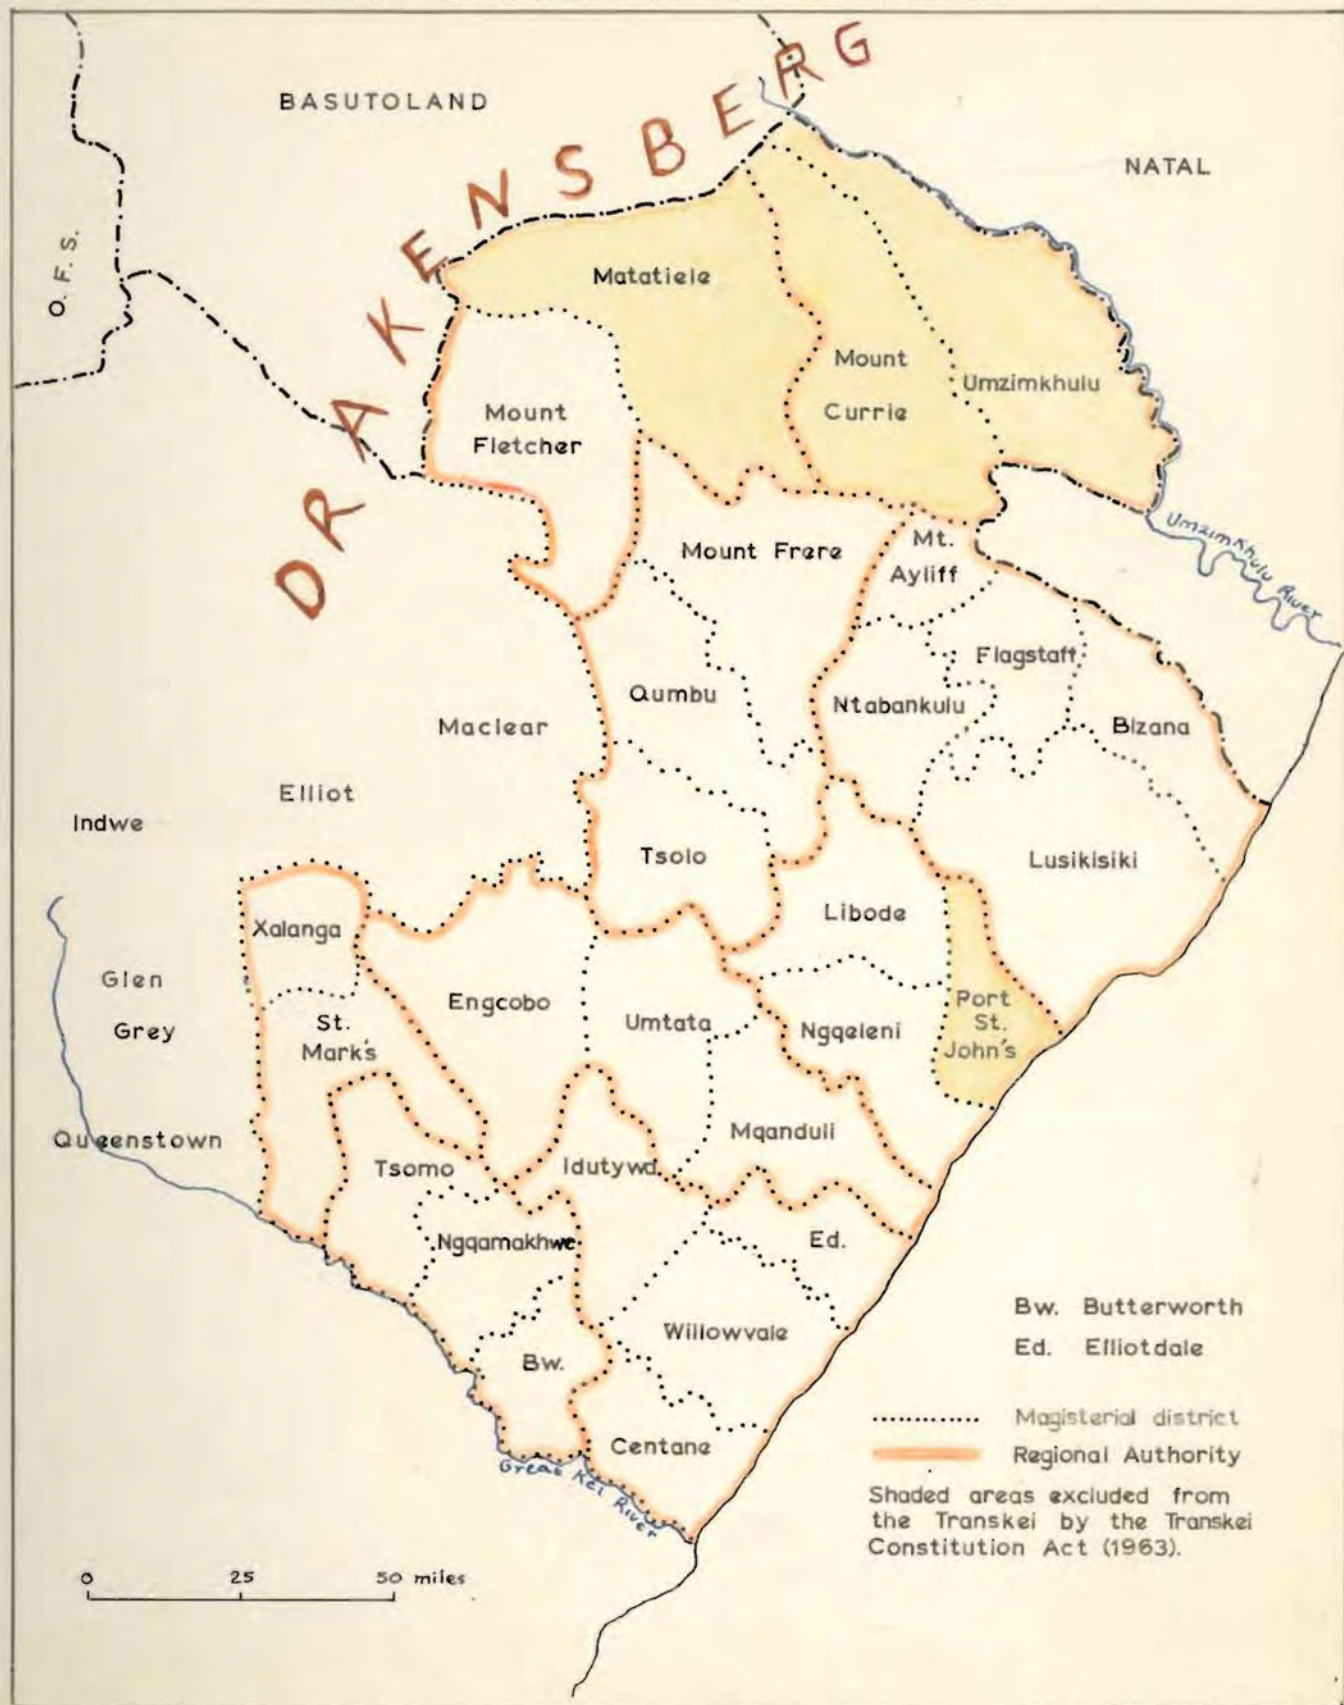 BASUTOLAND
DRAKENSBERG
NATAL
O.F.S.
Matatiele
Mount
Currie
Umzimkhulu
Mount
Fletcher
Umzimkhulu River
Mount Frere
Mt.
Ayliff
Flagstaff
Qumbu
Ntabankulu
Bizana
Maclear
Elliot
Indwe
Tsolo
Lusikisiki
Libode
Xalanga
Glen
Grey
Engcobo
Umtata
Ngqeleni
Port
St.
John's
St.
Mark's
Queenstown
Mqanduli
Tsomo
Idutywa
Ngqamakhwe
Ed.
Willowvale
Bw.
Centane
Great Kei River
Bw. Butterworth
Ed. Elliotdale
Magisterial district
Regional Authority
Shaded areas excluded from
the Transkei by the Transkei
Constitution Act (1963).
0 25 50 miles